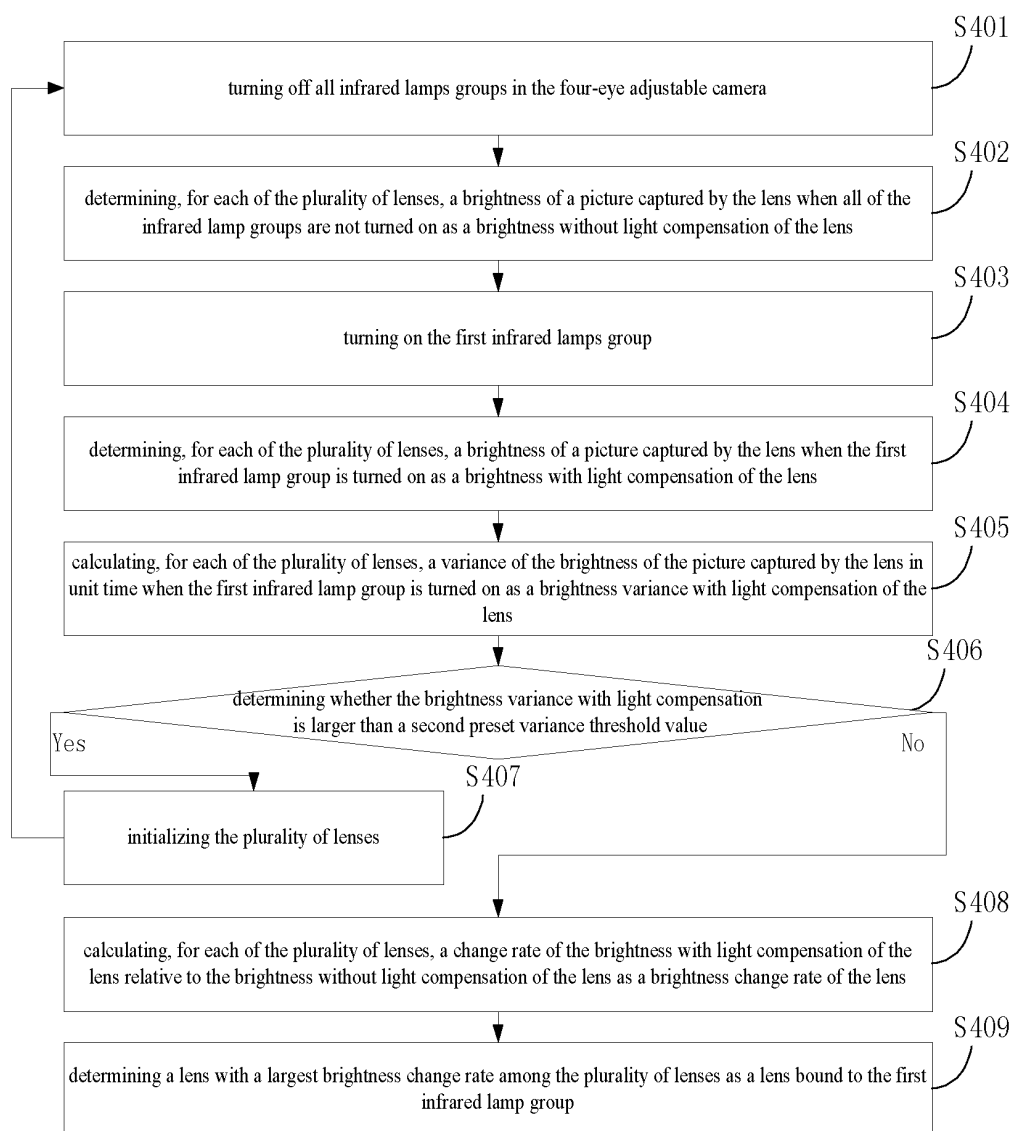 S401
turning off all infrared lamps groups in the four-eye adjustable camera
S402
determining, for each of the plurality of lenses, a brightness of a picture captured by the lens when all of the
infrared lamp groups are not turned on as a brightness without light compensation of the lens
S403
turning on the first infrared lamps group
S404
determining, for each of the plurality of lenses, a brightness of a picture captured by the lens when the first
infrared lamp group is turned on as a brightness with light compensation of the lens
S405
calculating, for each of the plurality of lenses, a variance of the brightness of the picture captured by the lens in
unit time when the first infrared lamp group is turned on as a brightness variance with light compensation of the
lens
S406
determining whether the brightness variance with light compensation
is larger than a second preset variance threshold value
Yes
No
S407
initializing the plurality of lenses
S408
calculating, for each of the plurality of lenses, a change rate of the brightness with light compensation of the
lens relative to the brightness without light compensation of the lens as a brightness change rate of the lens
S409
determining a lens with a largest brightness change rate among the plurality of lenses as a lens bound to the first
infrared lamp group